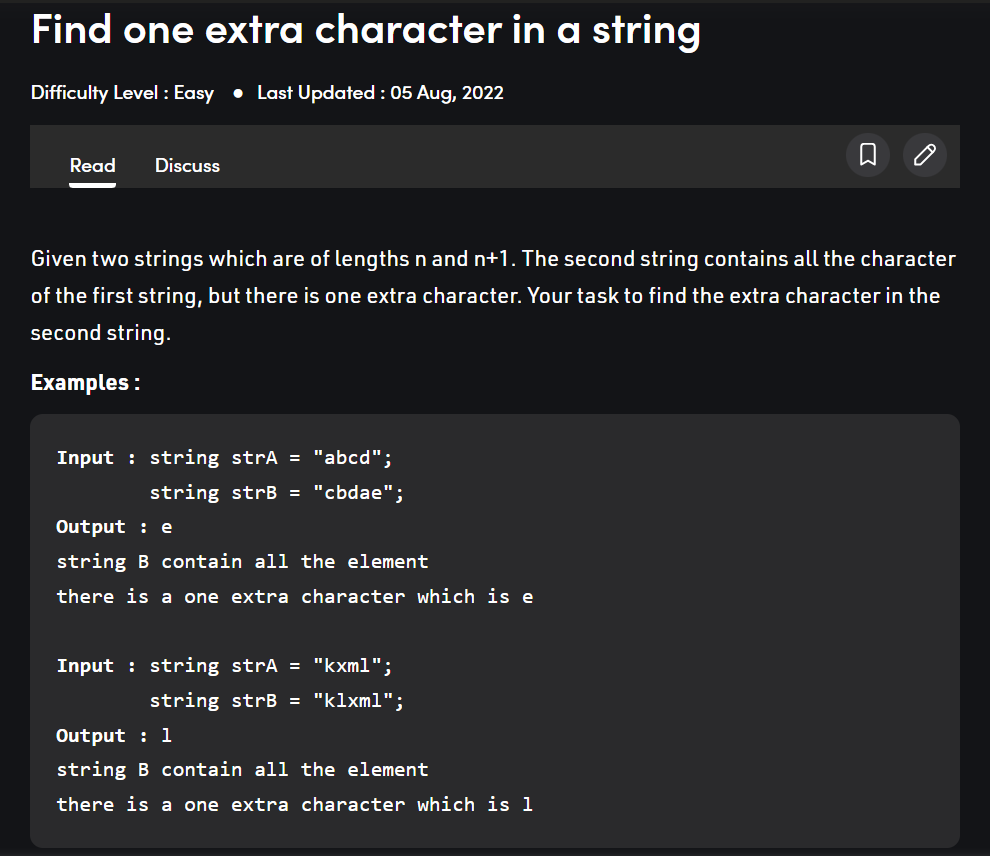 Find one extra character in a string
Difficulty Level : Easy ● Last Updated : 05 Aug, 2022
Read Discuss
Given two strings which are of lengths n and n+1. The second string contains all the character
of the first string, but there is one extra character. Your task to find the extra character in the
second string.
Examples :
Input : string strA = "abcd";
string strB = "cbdae";
Output : e
string B contain all the element
there is a one extra character which is e
Input : string strA = "kxml";
string strB = "klxml";
Output : l
string B contain all the element
there is a one extra character which is l